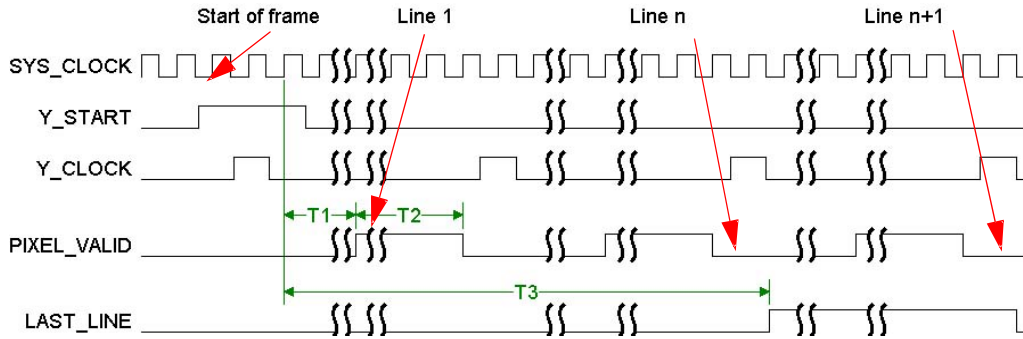 Start of frame
Line 1
Line n
Line n+1
SYS_CLOCK
Y_START
Y_CLOCK
T1
T2
PIXEL_VALID
T3
LAST_LINE